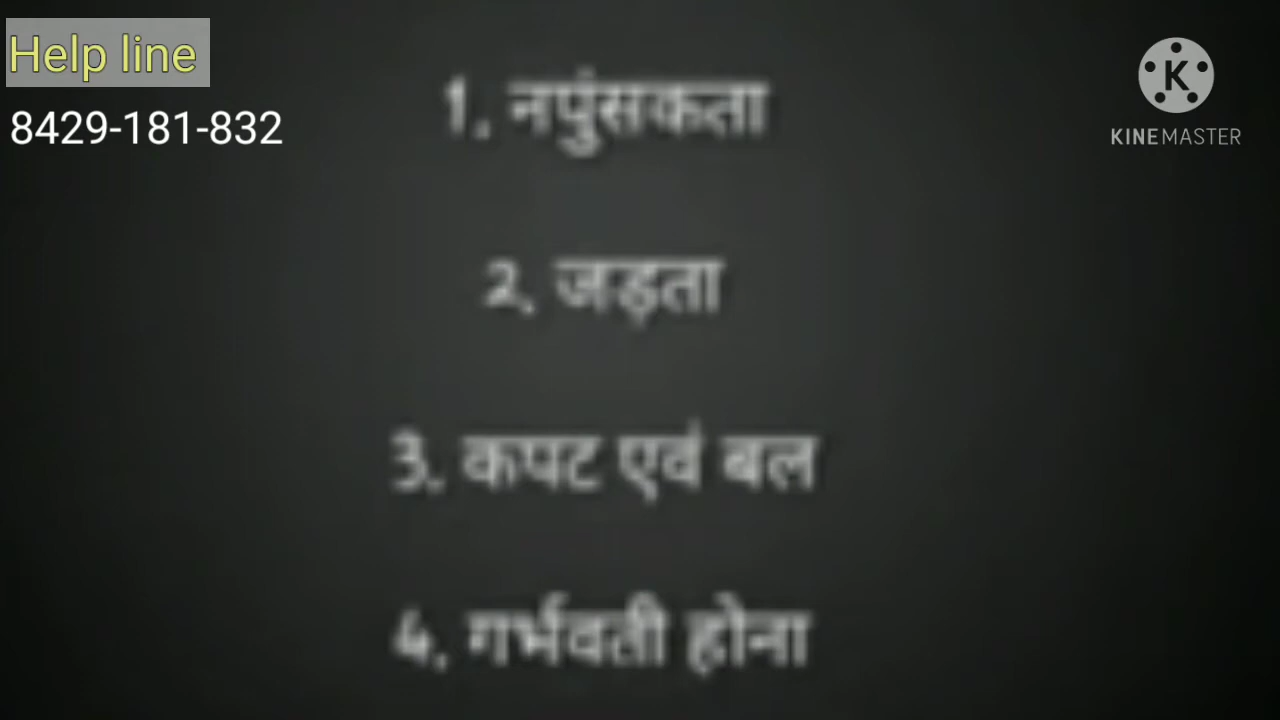 Help line
8429-181-832
KINEMASTER
1. नपुंसकता
2. जड़ता
3. कपट एवं बल
4. गर्भवती होना